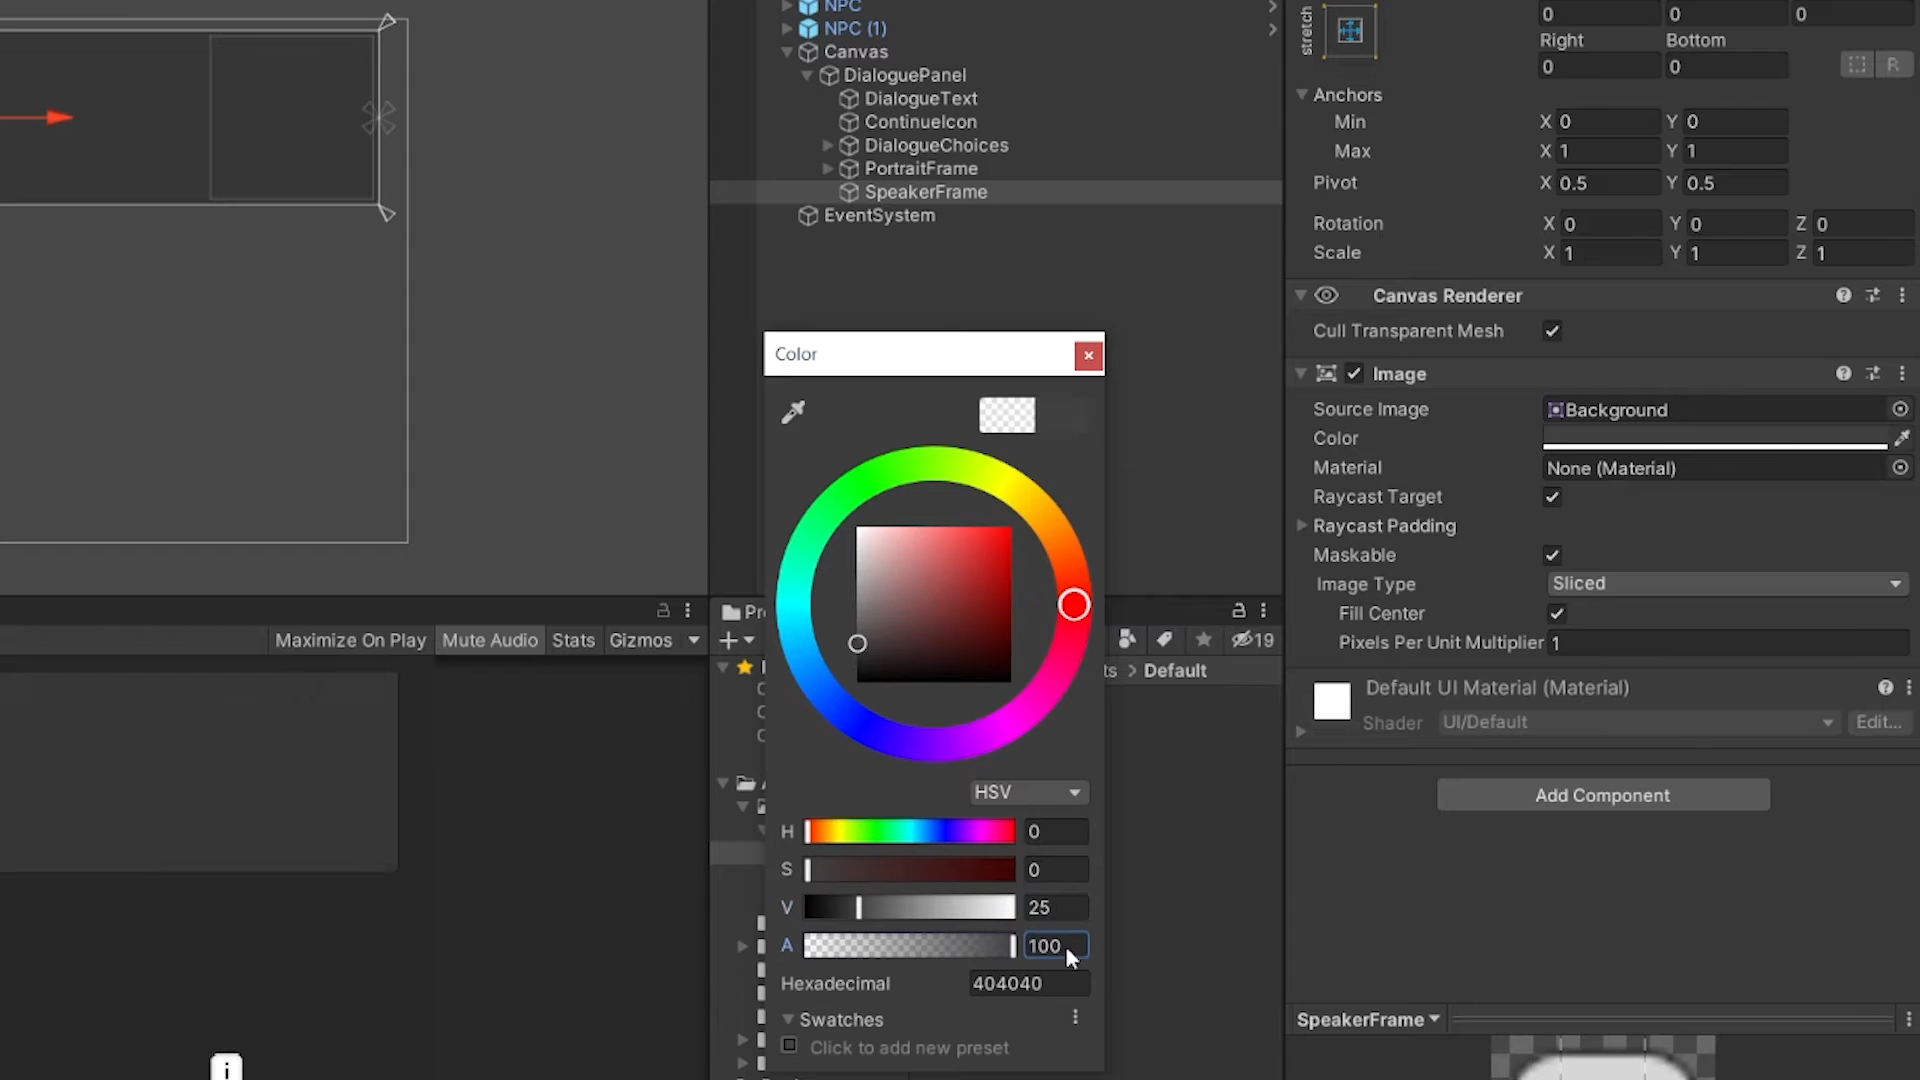 NPC
NPC (1)
Canvas
DialoguePanel
DialogueText
ContinueIcon
DialogueChoices
PortraitFrame
SpeakerFrame
EventSystem
stretch
0 0 0
Right Bottom
0 0 R
Anchors
Min X 0 Y 0
Max X 1 Y 1
Pivot X 0.5 Y 0.5
Rotation X 0 Y 0 Z 0
Scale X 1 Y 1 Z 1
Canvas Renderer
Cull Transparent Mesh
Image
Source Image Background
Color
Material None (Material)
Raycast Target
Raycast Padding
Maskable
Image Type Sliced
Fill Center
Pixels Per Unit Multiplier 1
Default UI Material (Material)
Shader UI/Default Edit...
Add Component
SpeakerFrame
Color
HSV
H 0
S 0
V 25
A 100
Hexadecimal 404040
Swatches
Click to add new preset
Maximize On Play Mute Audio Stats Gizmos
19
Default
i